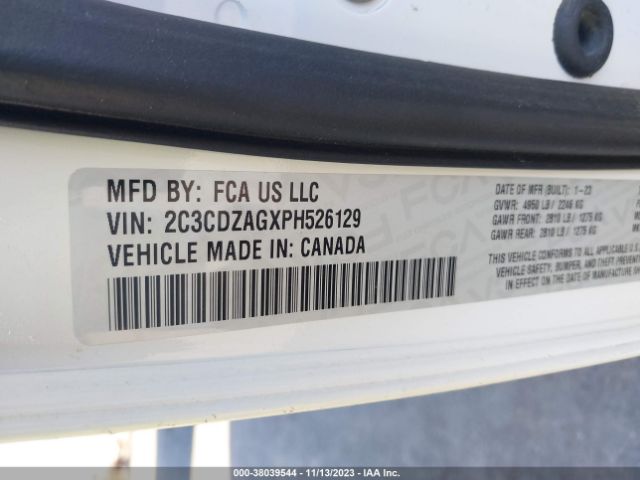 MFD BY: FCA US LLC
VIN: 2C3CDZAGXPH526129
VEHICLE MADE IN: CANADA
DATE OF MFR (BUILT): 1-23
GVWR: 4950 LB / 2246 KG
GAWR FRONT: 2810 LB / 1275 KG
GAWR REAR: 2810 LB / 1275 KG
THIS VEHICLE CONFORMS TO ALL APPLICABLE U.S.
VEHICLE SAFETY, BUMPER, AND THEFT
IN EFFECT ON THE DATE OF MANUFACTURE
000-38039544 - 11/13/2023 - IAA Inc.